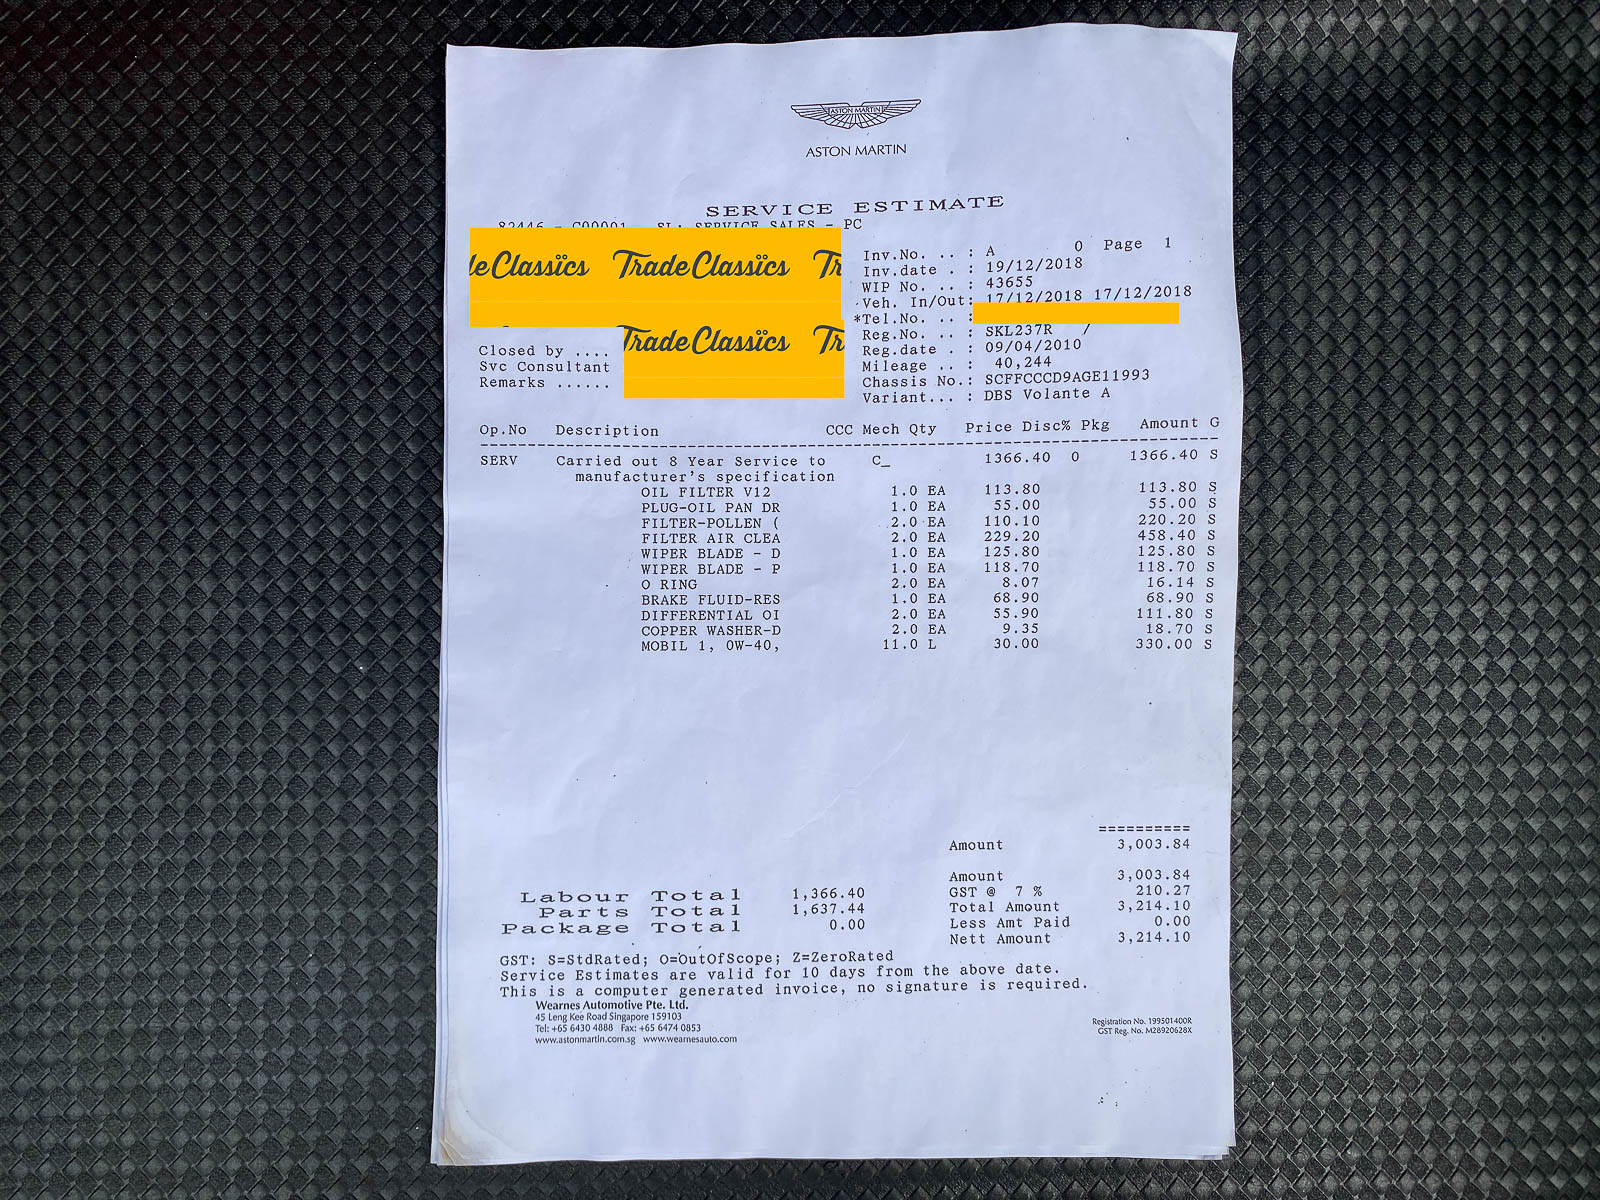 ASTON MARTIN
ASTON MARTIN
SERVICE ESTIMATE
82446 - C00001 SL: SERVICE SALES - PC
Trade Classics
Trade Classics
Inv.No. .. : A 0 Page 1
Inv.date . : 19/12/2018
WIP No. .. : 43655
Veh. In/Out: 17/12/2018 17/12/2018
*Tel.No. .. :
Reg.No. .. : SKL237R /
Reg.date . : 09/04/2010
Mileage .. : 40,244
Chassis No.: SCFFCCCD9AGE11993
Variant... : DBS Volante A
Closed by ....
Svc Consultant
Remarks ......
Op.No Description CCC Mech Qty Price Disc% Pkg Amount G
SERV Carried out 8 Year Service to C_ 1366.40 0 1366.40 S
manufacturer's specification
OIL FILTER V12 1.0 EA 113.80 113.80 S
PLUG-OIL PAN DR 1.0 EA 55.00 55.00 S
FILTER-POLLEN ( 2.0 EA 110.10 220.20 S
FILTER AIR CLEA 2.0 EA 229.20 458.40 S
WIPER BLADE - D 1.0 EA 125.80 125.80 S
WIPER BLADE - P 1.0 EA 118.70 118.70 S
O RING 2.0 EA 8.07 16.14 S
BRAKE FLUID-RES 1.0 EA 68.90 68.90 S
DIFFERENTIAL OI 2.0 EA 55.90 111.80 S
COPPER WASHER-D 2.0 EA 9.35 18.70 S
MOBIL 1, 0W-40, 11.0 L 30.00 330.00 S
==========
Amount 3,003.84
Amount 3,003.84
GST @ 7 % 210.27
Total Amount 3,214.10
Less Amt Paid 0.00
Nett Amount 3,214.10
Labour Total 1,366.40
Parts Total 1,637.44
Package Total 0.00
GST: S=StdRated; O=OutOfScope; Z=ZeroRated
Service Estimates are valid for 10 days from the above date.
This is a computer generated invoice, no signature is required.
Wearnes Automotive Pte. Ltd.
45 Leng Kee Road Singapore 159103
Tel: +65 6430 4888 Fax: +65 6474 0853
www.astonmartin.com.sg www.wearnesauto.com
Registration No. 199501400R
GST Reg. No. M28920628X